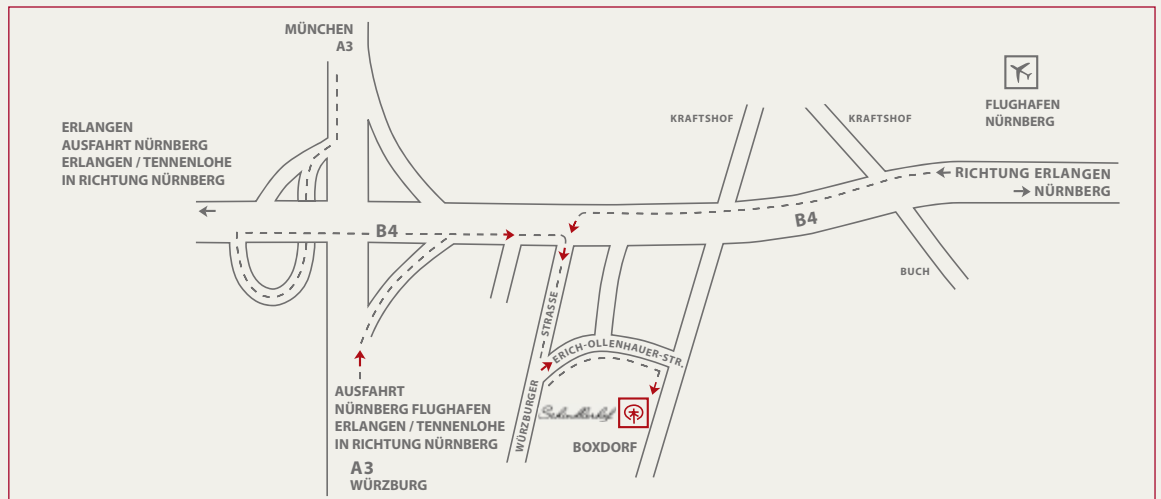 MÜNCHEN
A3
FLUGHAFEN
NÜRNBERG
KRAFTSHOF
KRAFTSHOF
ERLANGEN
AUSFAHRT NÜRNBERG
ERLANGEN / TENNENLOHE
IN RICHTUNG NÜRNBERG
RICHTUNG ERLANGEN
NÜRNBERG
B4
B4
BUCH
STRASSE
WÜRZBURGER
ERICH-OLLENHAUER-STR.
AUSFAHRT
NÜRNBERG FLUGHAFEN
ERLANGEN / TENNENLOHE
IN RICHTUNG NÜRNBERG
Schindlerhof
BOXDORF
A3
WÜRZBURG